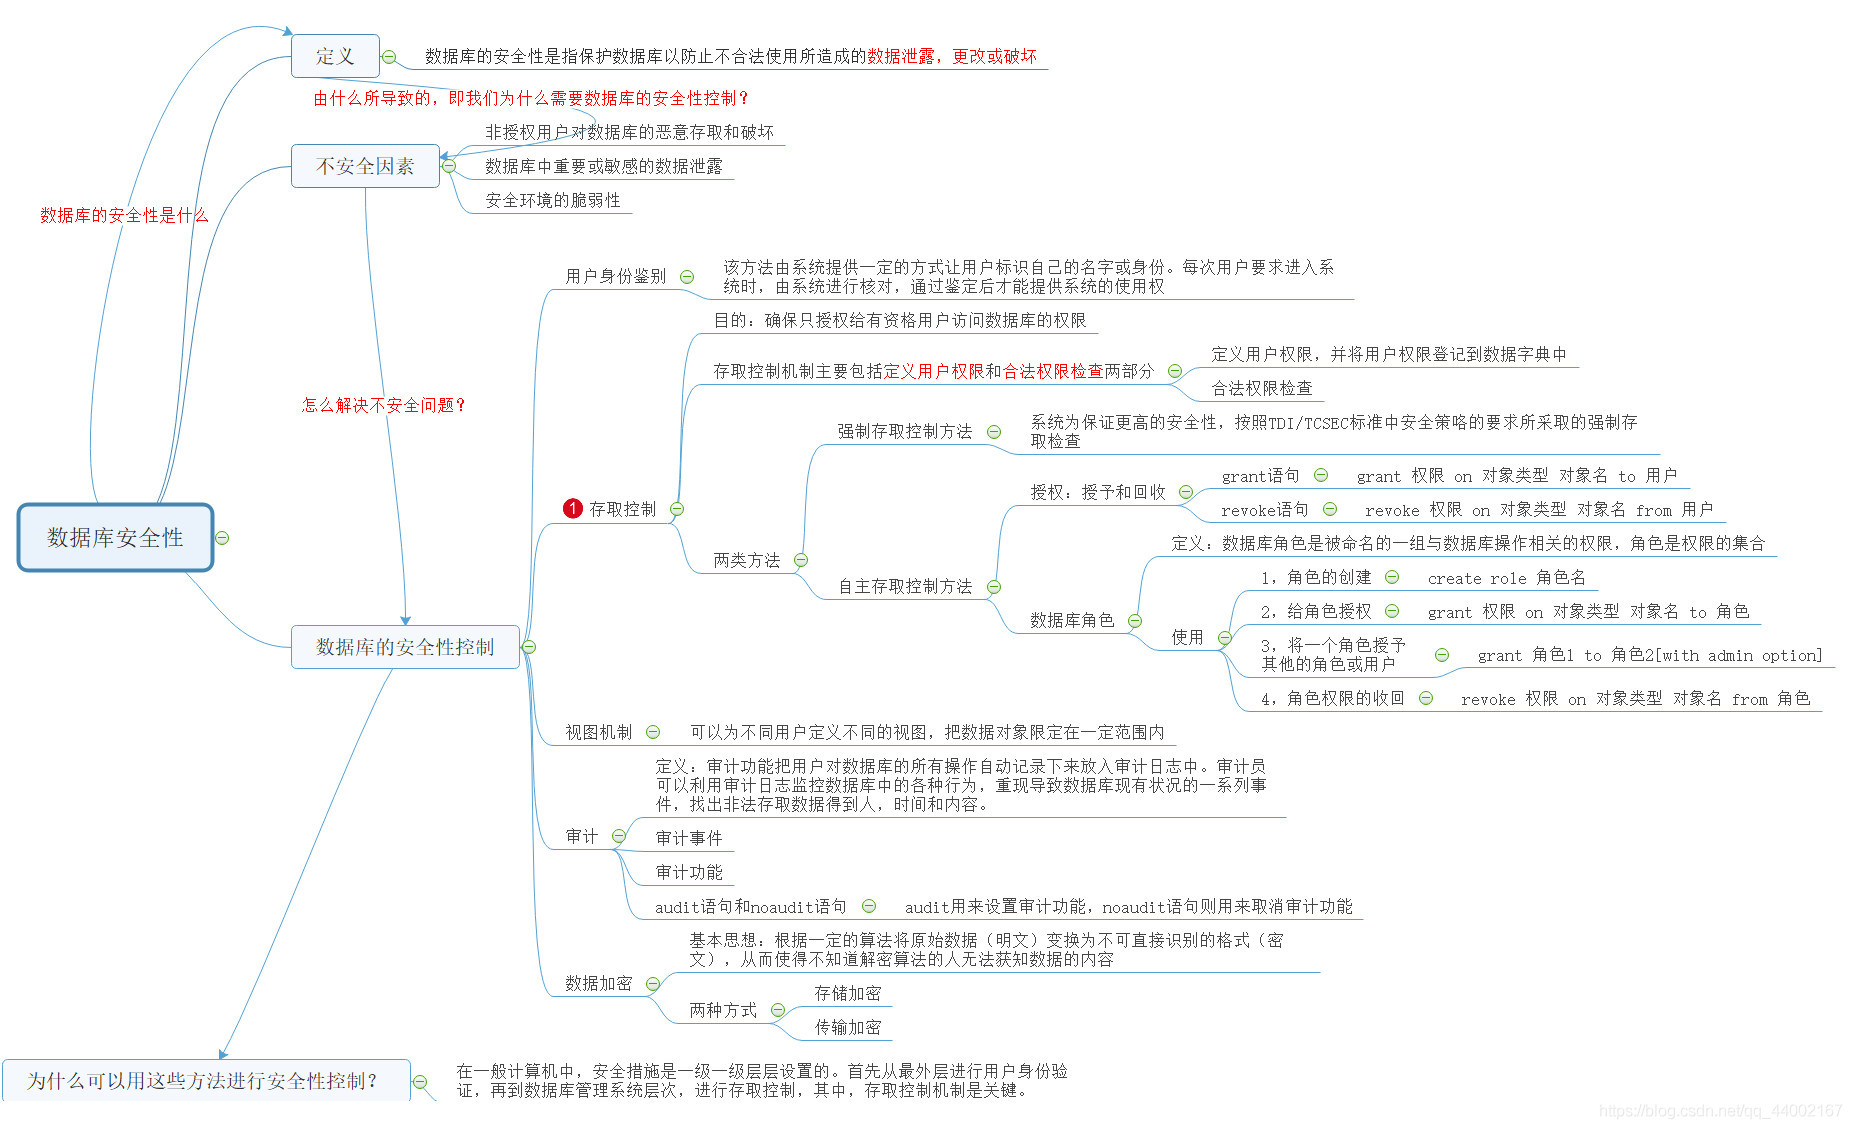 定义
数据库的安全性是指保护数据库以防止不合法使用所造成的数据泄露，更改或破坏
由什么所导致的，即我们为什么需要数据库的安全性控制？
非授权用户对数据库的恶意存取和破坏
不安全因素
数据库中重要或敏感的数据泄露
安全环境的脆弱性
数据库的安全性是什么
用户身份鉴别
该方法由系统提供一定的方式让用户标识自己的名字或身份。每次用户要求进入系
统时，由系统进行核对，通过鉴定后才能提供系统的使用权
目的：确保只授权给有资格用户访问数据库的权限
存取控制机制主要包括定义用户权限和合法权限检查两部分
定义用户权限，并将用户权限登记到数据字典中
合法权限检查
怎么解决不安全问题？
强制存取控制方法
系统为保证更高的安全性，按照TDI/TCSEC标准中安全策略的要求所采取的强制存
取检查
1
存取控制
授权：授予和回收
grant语句
grant 权限 on 对象类型 对象名 to 用户
revoke语句
revoke 权限 on 对象类型 对象名 from 用户
数据库安全性
两类方法
自主存取控制方法
定义：数据库角色是被命名的一组与数据库操作相关的权限，角色是权限的集合
数据库角色
使用
1，角色的创建
create role 角色名
2，给角色授权
grant 权限 on 对象类型 对象名 to 角色
3，将一个角色授予
其他的角色或用户
grant 角色1 to 角色2[with admin option]
4，角色权限的收回
revoke 权限 on 对象类型 对象名 from 角色
数据库的安全性控制
视图机制
可以为不同用户定义不同的视图，把数据对象限定在一定范围内
定义：审计功能把用户对数据库的所有操作自动记录下来放入审计日志中。审计员
可以利用审计日志监控数据库中的各种行为，重现导致数据库现有状况的一系列事
件，找出非法存取数据得到人，时间和内容。
审计
审计事件
审计功能
audit语句和noaudit语句
audit用来设置审计功能，noaudit语句则用来取消审计功能
基本思想：根据一定的算法将原始数据（明文）变换为不可直接识别的格式（密
文），从而使得不知道解密算法的人无法获知数据的内容
数据加密
两种方式
存储加密
传输加密
为什么可以用这些方法进行安全性控制？
在一般计算机中，安全措施是一级一级层层设置的。首先从最外层进行用户身份验
证，再到数据库管理系统层次，进行存取控制，其中，存取控制机制是关键。
https://blog.csdn.net/qq_44002167